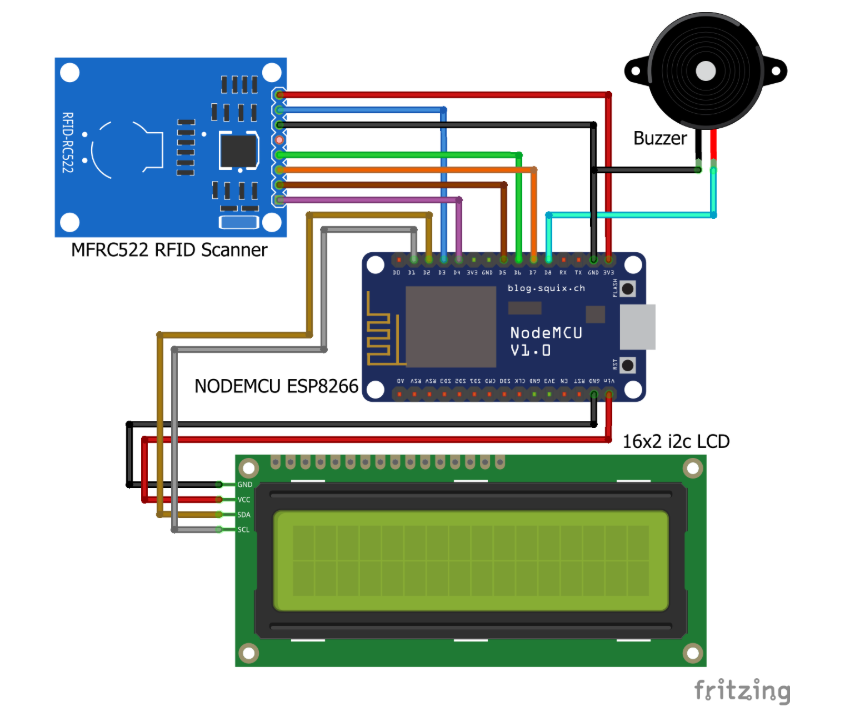 RFID-RC522
MFRC522 RFID Scanner
Buzzer
D0 D1 D2 D3 D4 3V3 GND D5 D6 D7 D8 RX TX GND 3V3
blog.squix.ch
FLASH
NodeMCU
V1.0
RST
NODEMCU ESP8266
A0 RSV RSV SD3 SD2 SD1 CMD SD0 CLK GND 3V3 EN RST GND Vin
16x2 i2c LCD
GND
VCC
SDA
SCL
fritzing